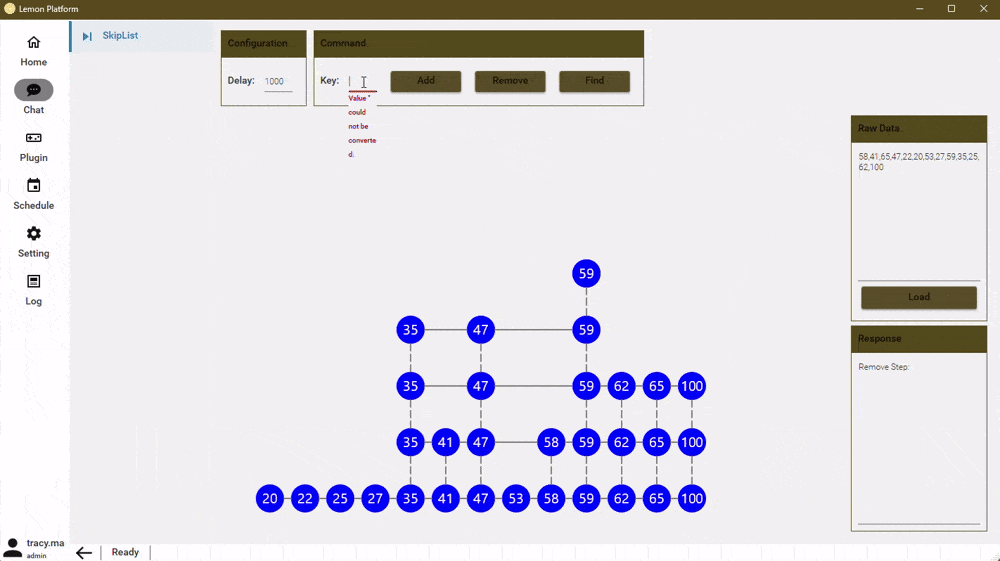 Lemon Platform
Home
Chat
Plugin
Schedule
Setting
Log
tracy.ma
admin
SkipList
Configuration
Delay:
1000
Command
Key:
Value '' could not be converted.
Add
Remove
Find
Raw Data
58,41,65,47,22,20,53,27,59,35,25,
62,100
Load
Response
Remove Step:
59
35 47 59
35 47 59 62 65 100
35 41 47 58 59 62 65 100
20 22 25 27 35 41 47 53 58 59 62 65 100
Ready